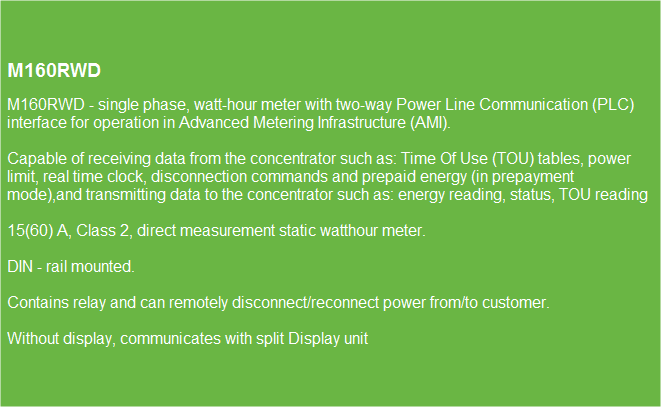 M160RWD
M160RWD - single phase, watt-hour meter with two-way Power Line Communication (PLC)
interface for operation in Advanced Metering Infrastructure (AMI).
Capable of receiving data from the concentrator such as: Time Of Use (TOU) tables, power
limit, real time clock, disconnection commands and prepaid energy (in prepayment
mode),and transmitting data to the concentrator such as: energy reading, status, TOU reading
15(60) A, Class 2, direct measurement static watthour meter.
DIN - rail mounted.
Contains relay and can remotely disconnect/reconnect power from/to customer.
Without display, communicates with split Display unit